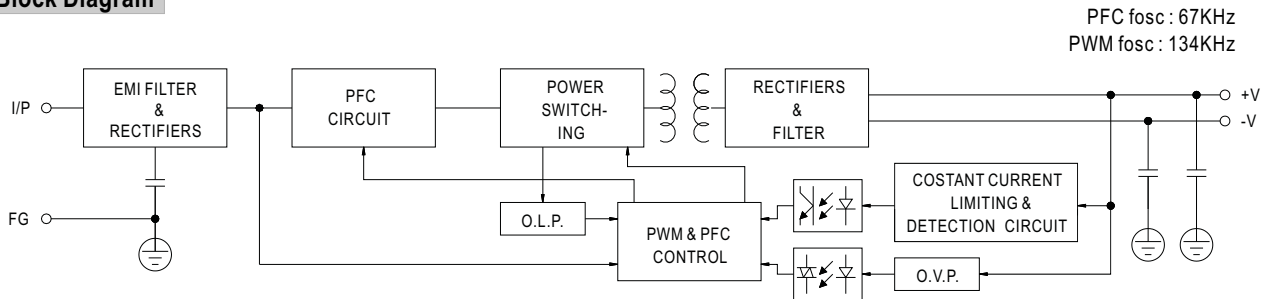 Block Diagram
PFC fosc : 67KHz
PWM fosc : 134KHz
I/P
EMI FILTER
&
RECTIFIERS
PFC
CIRCUIT
POWER
SWITCH-
ING
RECTIFIERS
&
FILTER
+V
-V
FG
O.L.P.
PWM & PFC
CONTROL
COSTANT CURRENT
LIMITING &
DETECTION CIRCUIT
O.V.P.